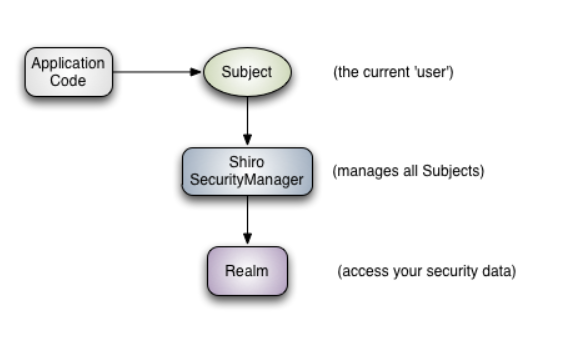 Application
Code
Subject
(the current 'user')
Shiro
SecurityManager
(manages all Subjects)
Realm
(access your security data)